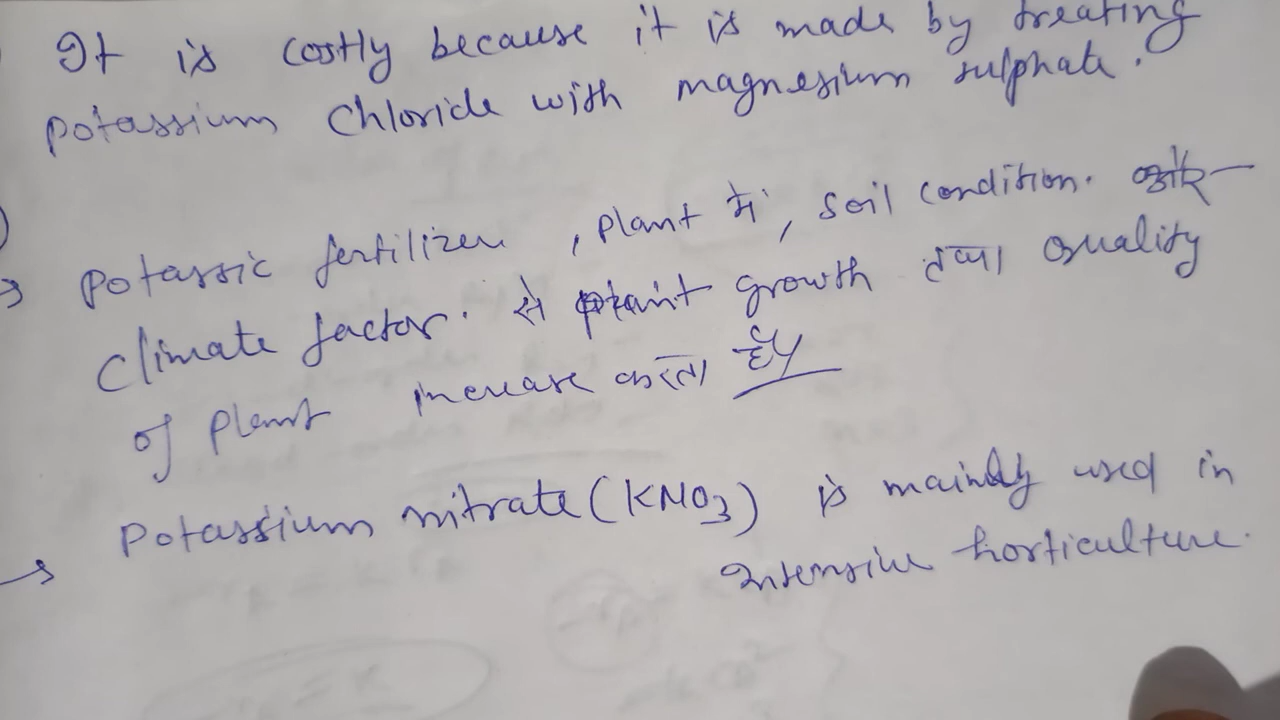 It is costly because it is made by treating
potassium chloride with magnesium sulphate.
→ Potassic fertilizer, plant में, soil condition. और
climate factor. से plant growth तथा quality
of plant increase करता है।
→ Potassium nitrate (KNO3) is mainly used in
intensive horticulture.